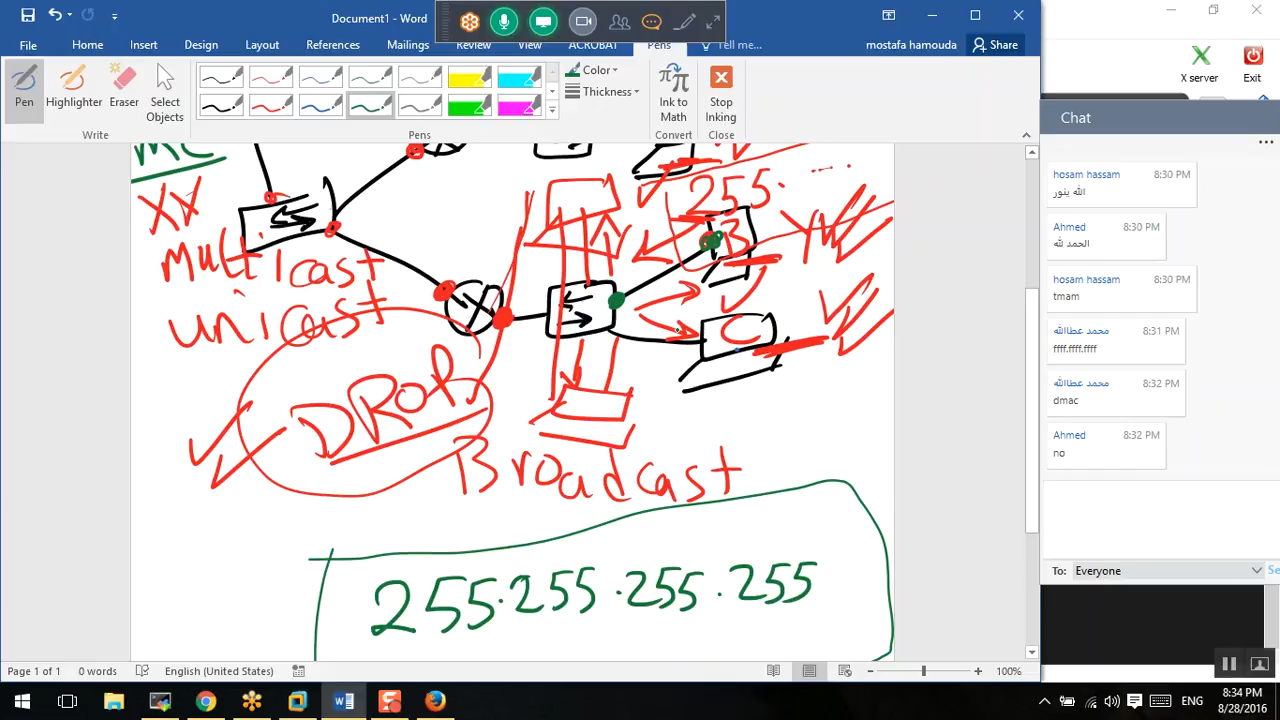 Document1 - Word
File
Home
Insert
Design
Layout
References
Mailings
Review
View
ACROBAT
Pens
Tell me...
mostafa hamouda
Share
Pen
Highlighter
Eraser
Select Objects
Write
Pens
Color
Thickness
Ink to Math
Convert
Stop Inking
Close
X server
Exit
Chat
hosam hassam 8:30 PM
الله ينور
Ahmed 8:30 PM
الحمد لله
hosam hassam 8:30 PM
tmam
محمد عطاالله 8:31 PM
ffff.ffff.ffff
محمد عطاالله 8:32 PM
dmac
Ahmed 8:32 PM
no
To: Everyone
Se
XX
multicast
unicast
255.
B
C
DROP
Broadcast
255.255.255.255
Page 1 of 1
0 words
English (United States)
100%
ENG
8:34 PM
8/28/2016